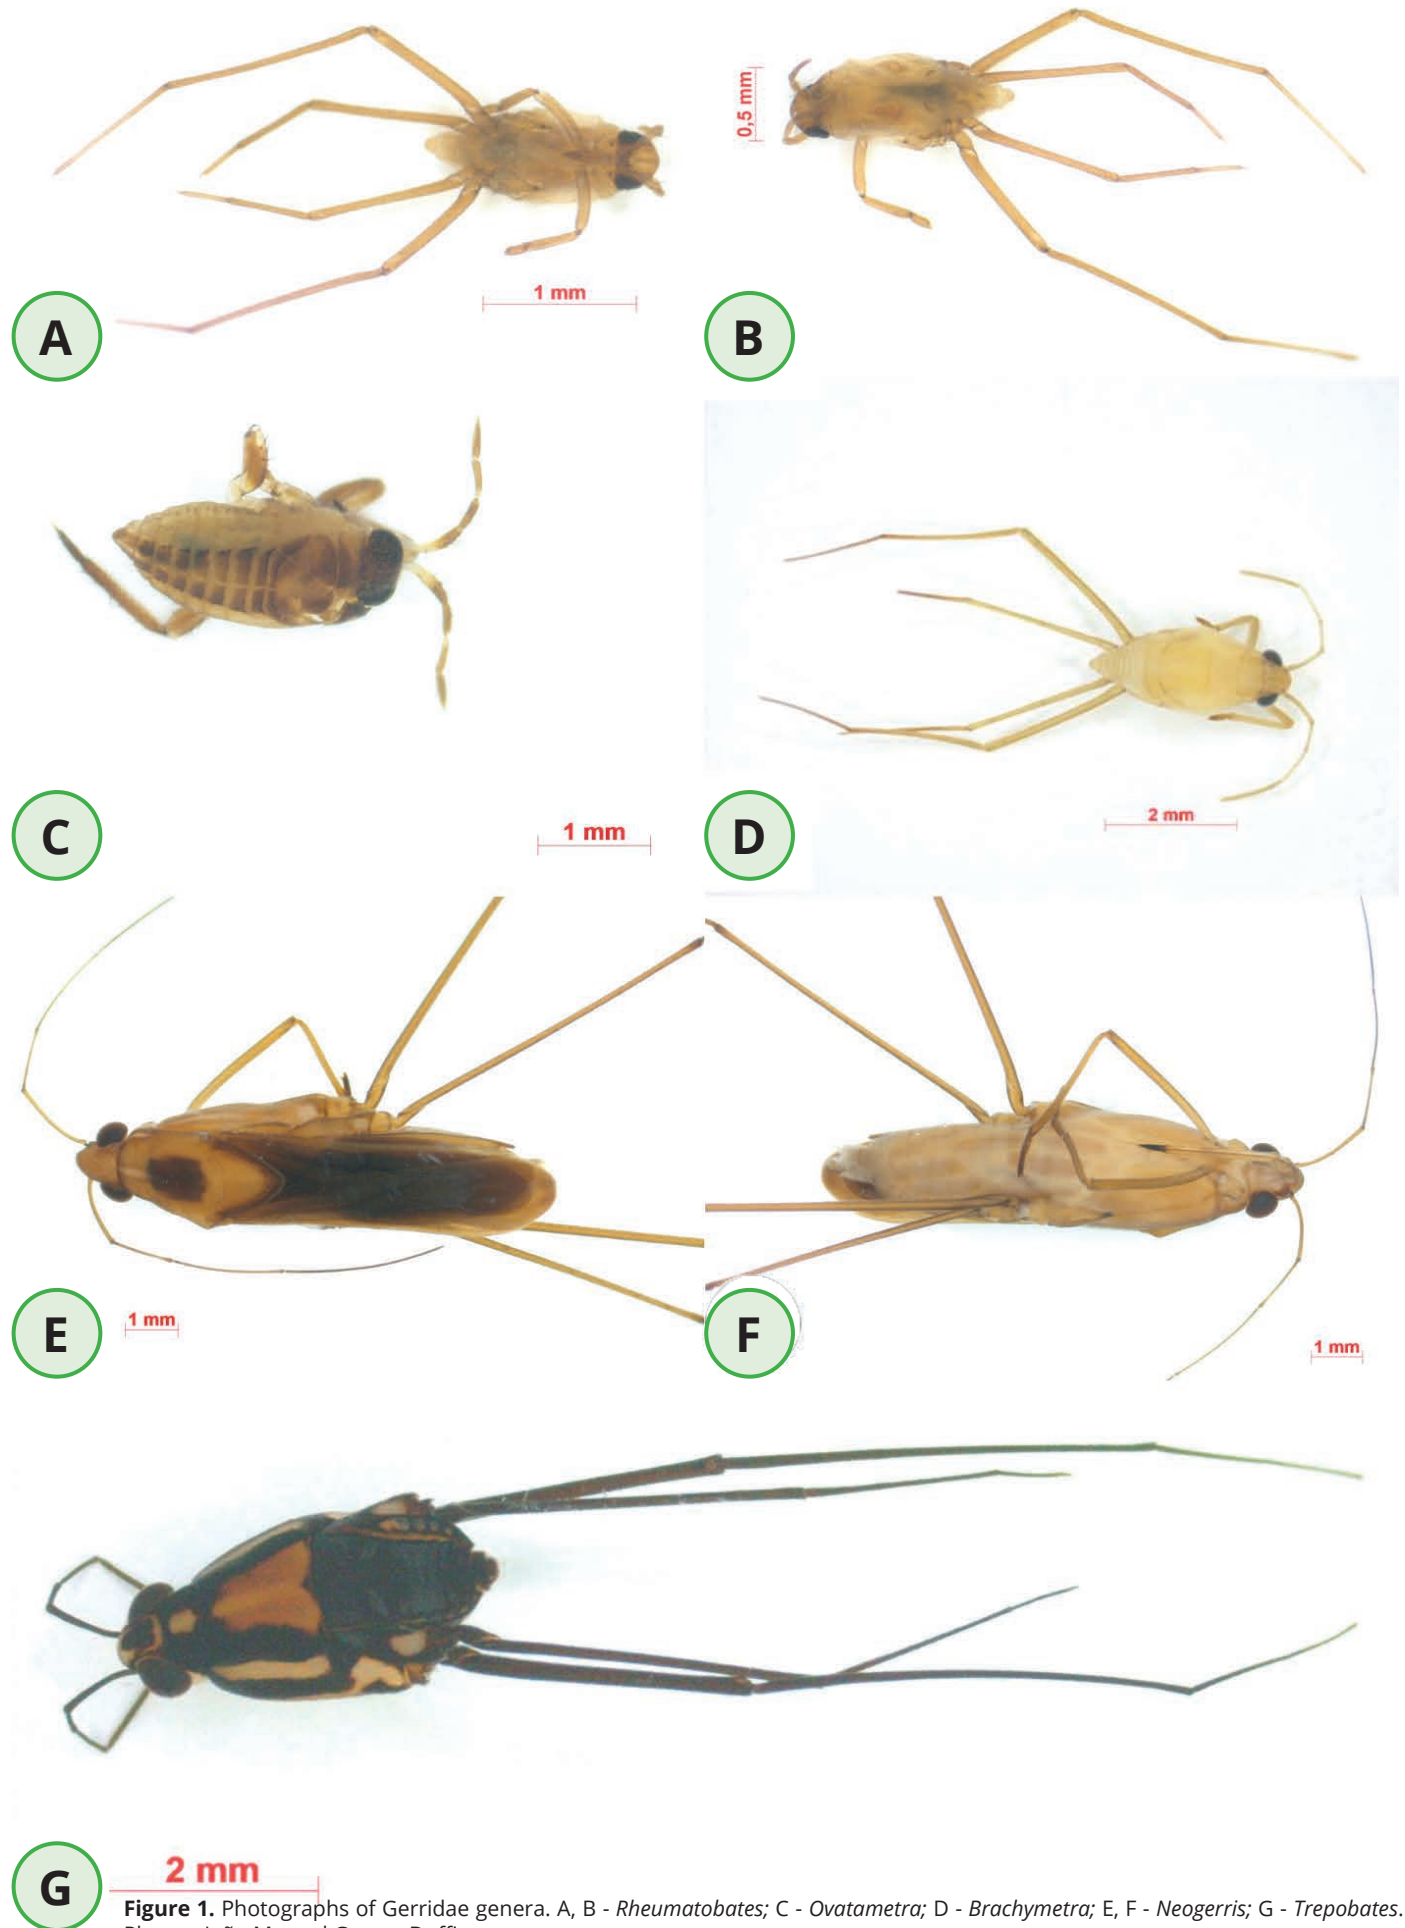 0,5 mm
1 mm
A
B
C
1 mm
D
2 mm
E
1 mm
F
1 mm
G
2 mm
Figure 1. Photographs of Gerridae genera. A, B - Rheumatobates; C - Ovatametra; D - Brachymetra; E, F - Neogerris; G - Trepobates.